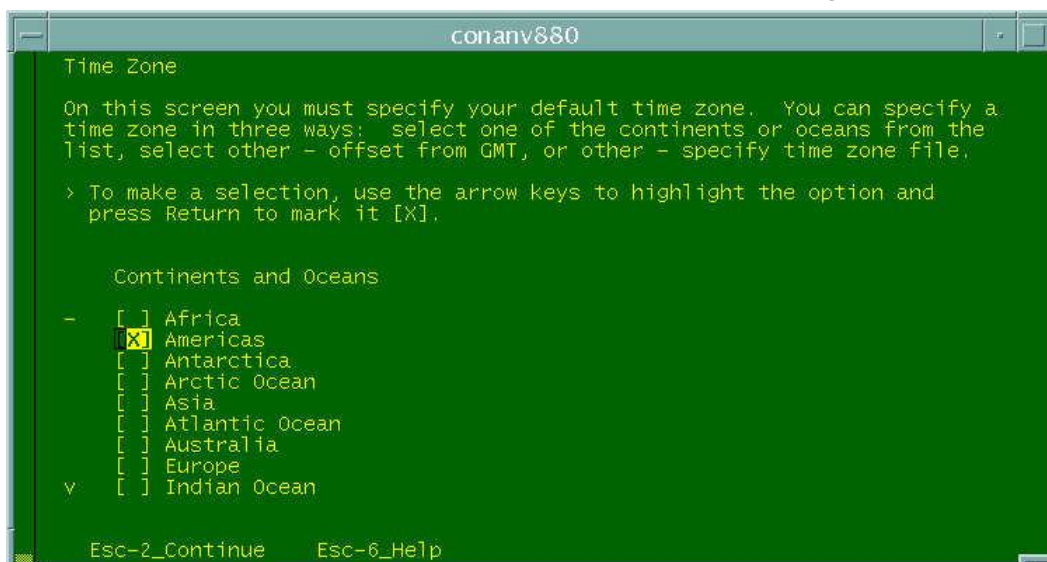 conanv880
Time Zone
On this screen you must specify your default time zone.  You can specify a
time zone in three ways:  select one of the continents or oceans from the
list, select other - offset from GMT, or other - specify time zone file.
> To make a selection, use the arrow keys to highlight the option and
press Return to mark it [X].
Continents and Oceans
-   [ ] Africa
[X] Americas
[ ] Antarctica
[ ] Arctic Ocean
[ ] Asia
[ ] Atlantic Ocean
[ ] Australia
[ ] Europe
v   [ ] Indian Ocean
Esc-2_Continue    Esc-6_Help